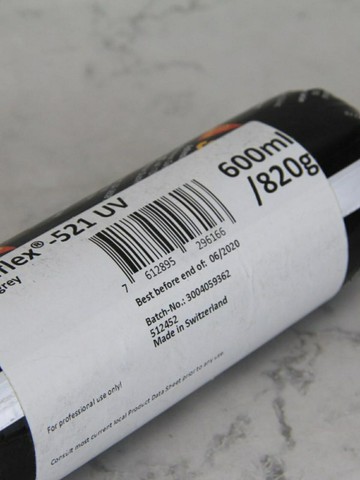 flex®-521 UV
grey
600ml
/820g
7 612895 296166
Best before end of: 06/2020
Batch-No.: 3004059362
512452
Made in Switzerland
For professional use only!
Consult most current local Product Data Sheet prior to any use.